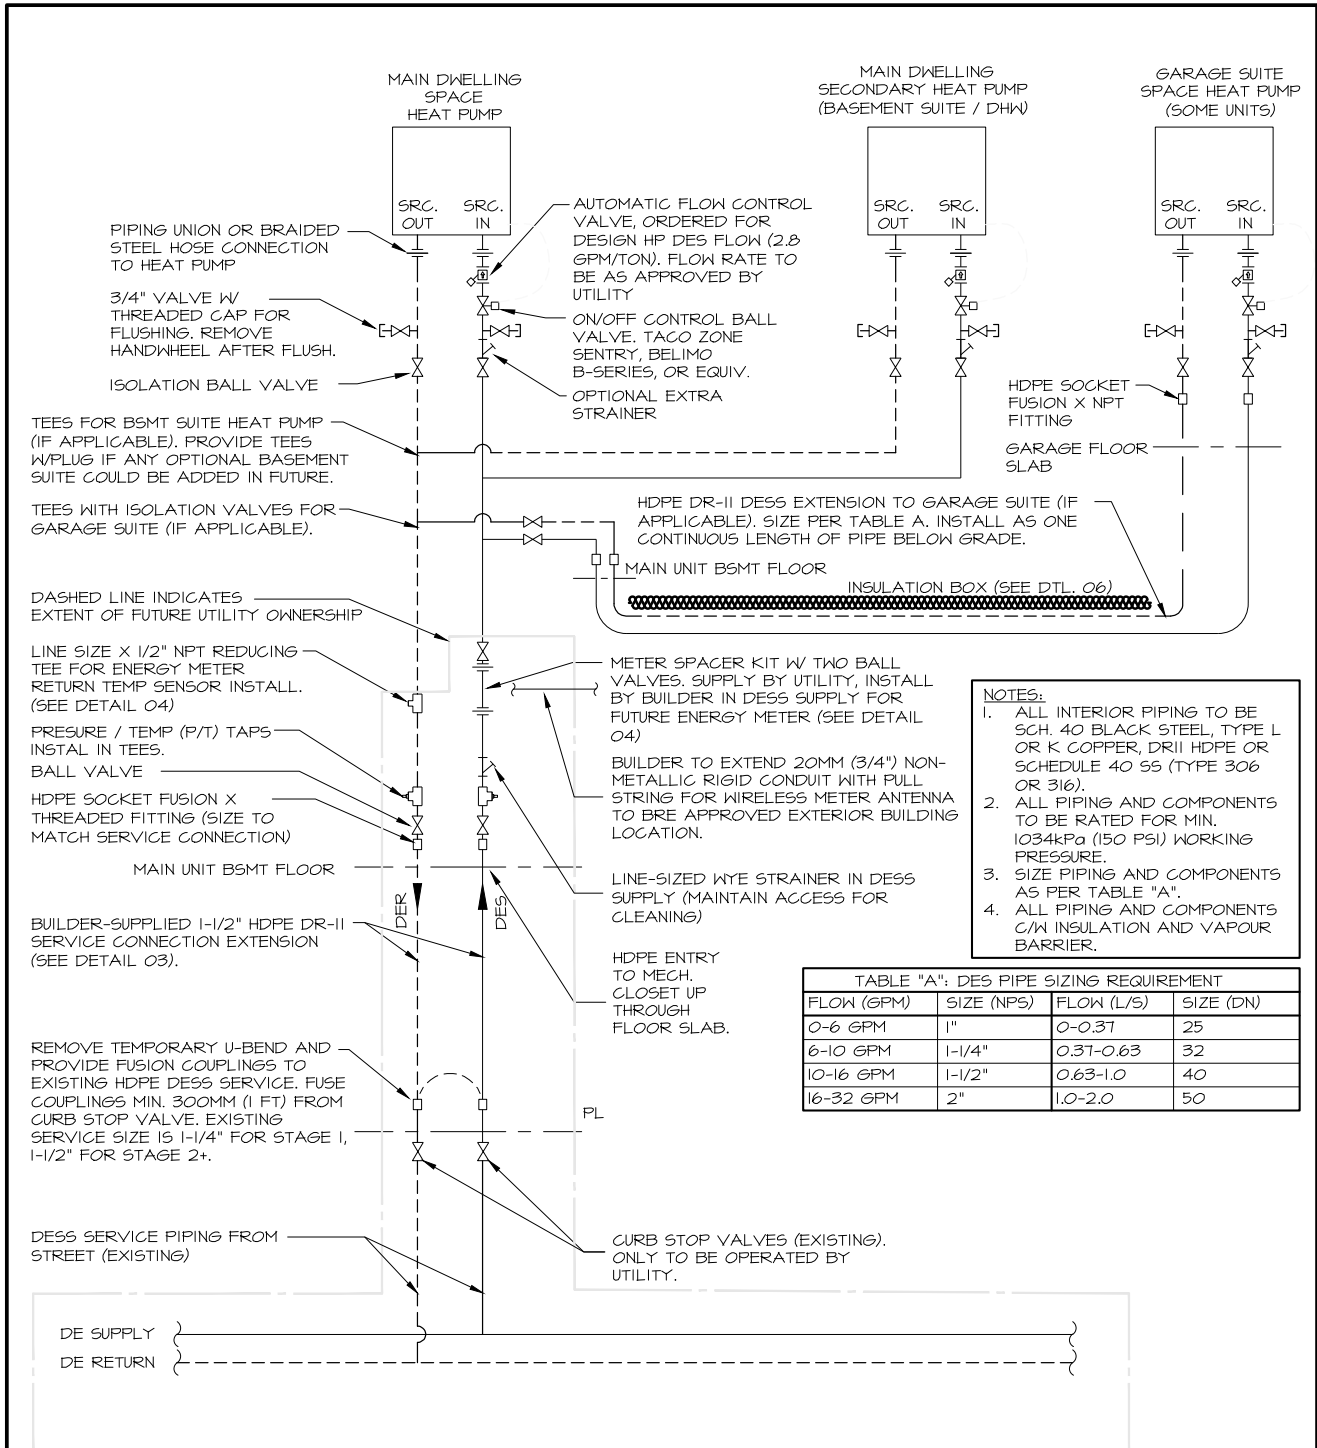 MAIN DWELLING
SPACE
HEAT PUMP
MAIN DWELLING
SECONDARY HEAT PUMP
(BASEMENT SUITE / DHW)
GARAGE SUITE
SPACE HEAT PUMP
(SOME UNITS)
SRC.
OUT
SRC.
IN
SRC.
OUT
SRC.
IN
SRC.
OUT
SRC.
IN
PIPING UNION OR BRAIDED
STEEL HOSE CONNECTION
TO HEAT PUMP
3/4" VALVE W/
THREADED CAP FOR
FLUSHING. REMOVE
HANDWHEEL AFTER FLUSH.
ISOLATION BALL VALVE
AUTOMATIC FLOW CONTROL
VALVE, ORDERED FOR
DESIGN HP DES FLOW (2.8
GPM/TON). FLOW RATE TO
BE AS APPROVED BY
UTILITY
ON/OFF CONTROL BALL
VALVE. TACO ZONE
SENTRY, BELIMO
B-SERIES, OR EQUIV.
OPTIONAL EXTRA
STRAINER
HDPE SOCKET
FUSION X NPT
FITTING
GARAGE FLOOR
SLAB
TEES FOR BSMT SUITE HEAT PUMP
(IF APPLICABLE). PROVIDE TEES
W/PLUG IF ANY OPTIONAL BASEMENT
SUITE COULD BE ADDED IN FUTURE.
TEES WITH ISOLATION VALVES FOR
GARAGE SUITE (IF APPLICABLE).
HDPE DR-11 DESS EXTENSION TO GARAGE SUITE (IF
APPLICABLE). SIZE PER TABLE A. INSTALL AS ONE
CONTINUOUS LENGTH OF PIPE BELOW GRADE.
MAIN UNIT BSMT FLOOR
INSULATION BOX (SEE DTL. 06)
DASHED LINE INDICATES
EXTENT OF FUTURE UTILITY OWNERSHIP
LINE SIZE X 1/2" NPT REDUCING
TEE FOR ENERGY METER
RETURN TEMP SENSOR INSTALL.
(SEE DETAIL 04)
PRESURE / TEMP (P/T) TAPS
INSTAL IN TEES.
BALL VALVE
HDPE SOCKET FUSION X
THREADED FITTING (SIZE TO
MATCH SERVICE CONNECTION)
MAIN UNIT BSMT FLOOR
METER SPACER KIT W/ TWO BALL
VALVES. SUPPLY BY UTILITY, INSTALL
BY BUILDER IN DESS SUPPLY FOR
FUTURE ENERGY METER (SEE DETAIL
04)
BUILDER TO EXTEND 20MM (3/4") NON-
METALLIC RIGID CONDUIT WITH PULL
STRING FOR WIRELESS METER ANTENNA
TO BRE APPROVED EXTERIOR BUILDING
LOCATION.
LINE-SIZED WYE STRAINER IN DESS
SUPPLY (MAINTAIN ACCESS FOR
CLEANING)
DER
DES
BUILDER-SUPPLIED 1-1/2" HDPE DR-11
SERVICE CONNECTION EXTENSION
(SEE DETAIL 03).
HDPE ENTRY
TO MECH.
CLOSET UP
THROUGH
FLOOR SLAB.
NOTES:
1. ALL INTERIOR PIPING TO BE
SCH. 40 BLACK STEEL, TYPE L
OR K COPPER, DR11 HDPE OR
SCHEDULE 40 SS (TYPE 306
OR 316).
2. ALL PIPING AND COMPONENTS
TO BE RATED FOR MIN.
1034kPa (150 PSI) WORKING
PRESSURE.
3. SIZE PIPING AND COMPONENTS
AS PER TABLE "A".
4. ALL PIPING AND COMPONENTS
C/W INSULATION AND VAPOUR
BARRIER.
TABLE "A": DES PIPE SIZING REQUIREMENT
FLOW (GPM) SIZE (NPS) FLOW (L/S) SIZE (DN)
0-6 GPM 1" 0-0.37 25
6-10 GPM 1-1/4" 0.37-0.63 32
10-16 GPM 1-1/2" 0.63-1.0 40
16-32 GPM 2" 1.0-2.0 50
REMOVE TEMPORARY U-BEND AND
PROVIDE FUSION COUPLINGS TO
EXISTING HDPE DESS SERVICE. FUSE
COUPLINGS MIN. 300MM (1 FT) FROM
CURB STOP VALVE. EXISTING
SERVICE SIZE IS 1-1/4" FOR STAGE 1,
1-1/2" FOR STAGE 2+.
PL
DESS SERVICE PIPING FROM
STREET (EXISTING)
CURB STOP VALVES (EXISTING).
ONLY TO BE OPERATED BY
UTILITY.
DE SUPPLY
DE RETURN